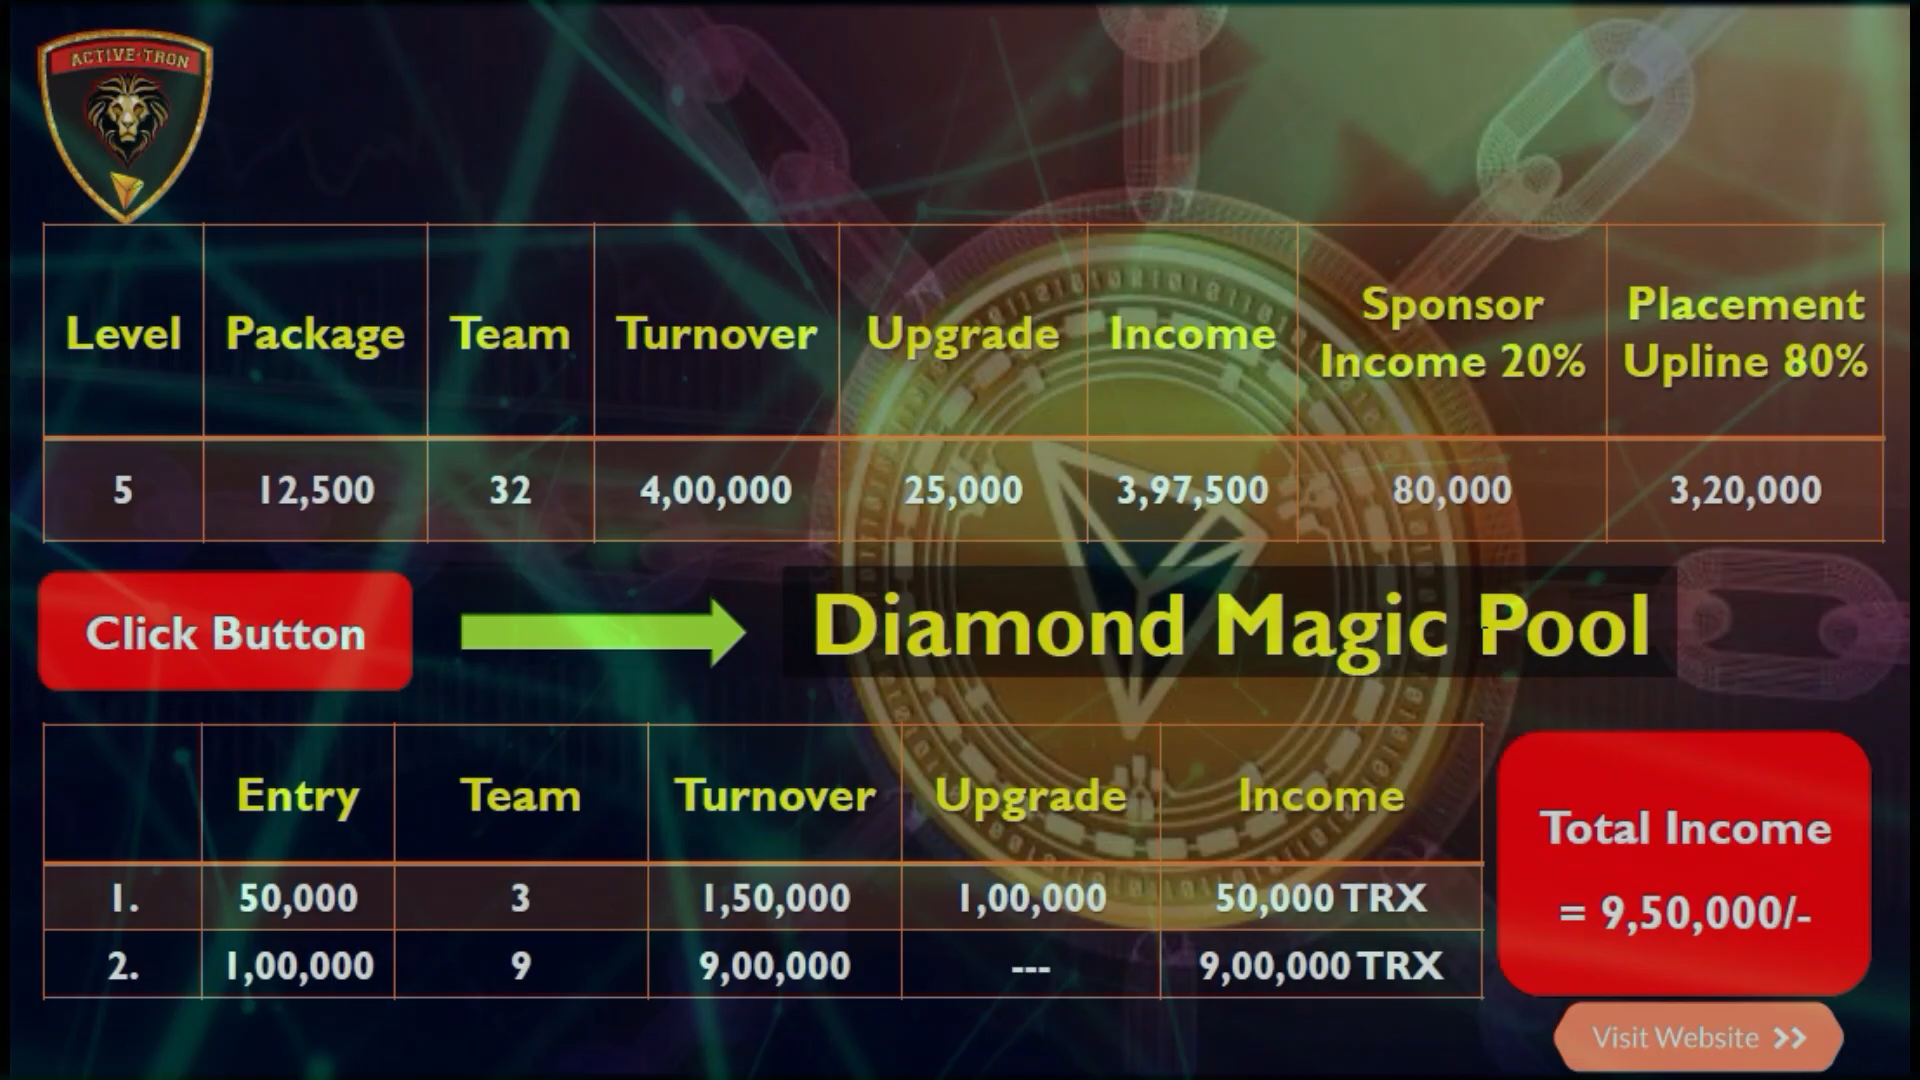 ACTIVE-TRON
Level Package Team Turnover Upgrade Income Sponsor Income 20% Placement Upline 80%
5 12,500 32 4,00,000 25,000 3,97,500 80,000 3,20,000
Click Button Diamond Magic Pool
Entry Team Turnover Upgrade Income
1. 50,000 3 1,50,000 1,00,000 50,000 TRX
2. 1,00,000 9 9,00,000 --- 9,00,000 TRX
Total Income
= 9,50,000/-
Visit Website >>